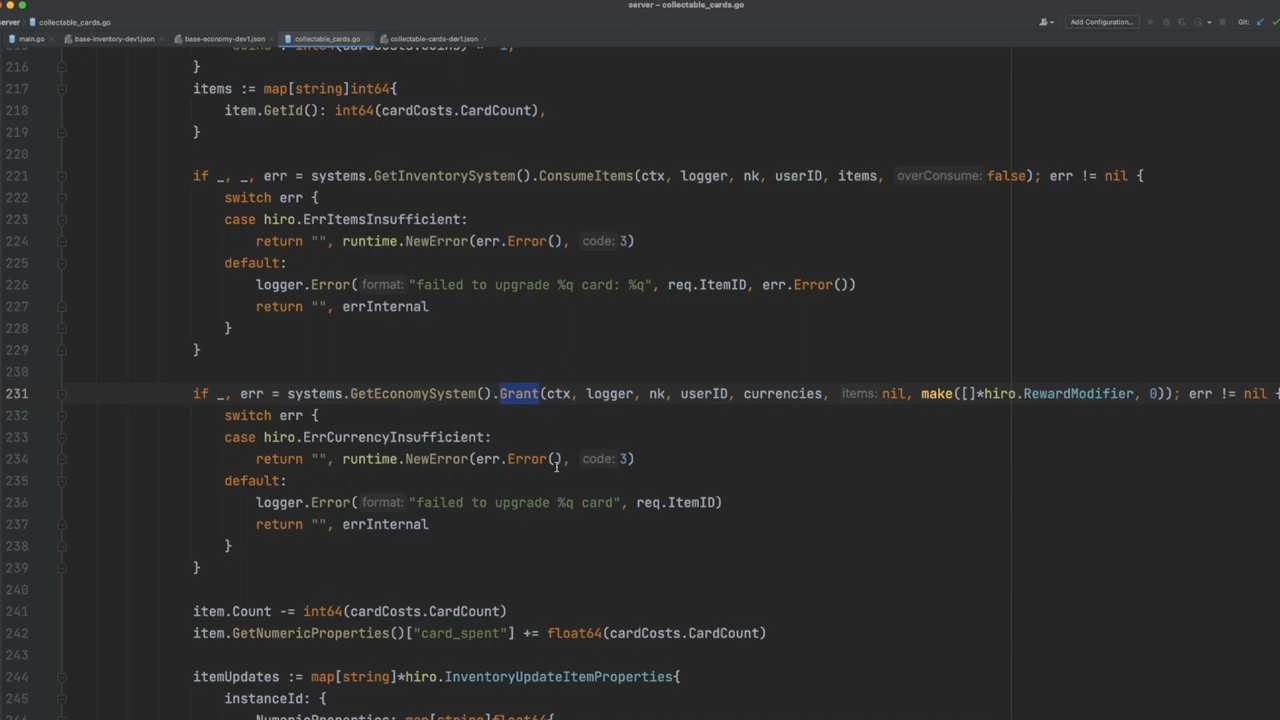 server – collectable_cards.go
server
collectable_cards.go
Add Configuration...
Git:
main.go
base-inventory-dev1.json
base-economy-dev1.json
collectable_cards.go
collectable-cards-dev1.json
216 }
217 items := map[string]int64{
218 item.GetId(): int64(cardCosts.CardCount),
219 }
220
221 if _, _, err = systems.GetInventorySystem().ConsumeItems(ctx, logger, nk, userID, items, overConsume: false); err != nil {
222 switch err {
223 case hiro.ErrItemsInsufficient:
224 return "", runtime.NewError(err.Error(), code: 3)
225 default:
226 logger.Error( format: "failed to upgrade %q card: %q", req.ItemID, err.Error())
227 return "", errInternal
228 }
229 }
230
231 if _, err = systems.GetEconomySystem().Grant(ctx, logger, nk, userID, currencies, items: nil, make([]*hiro.RewardModifier, 0)); err != nil {
232 switch err {
233 case hiro.ErrCurrencyInsufficient:
234 return "", runtime.NewError(err.Error(), code: 3)
235 default:
236 logger.Error( format: "failed to upgrade %q card", req.ItemID)
237 return "", errInternal
238 }
239 }
240
241 item.Count -= int64(cardCosts.CardCount)
242 item.GetNumericProperties()["card_spent"] += float64(cardCosts.CardCount)
243
244 itemUpdates := map[string]*hiro.InventoryUpdateItemProperties{
245 instanceId: {